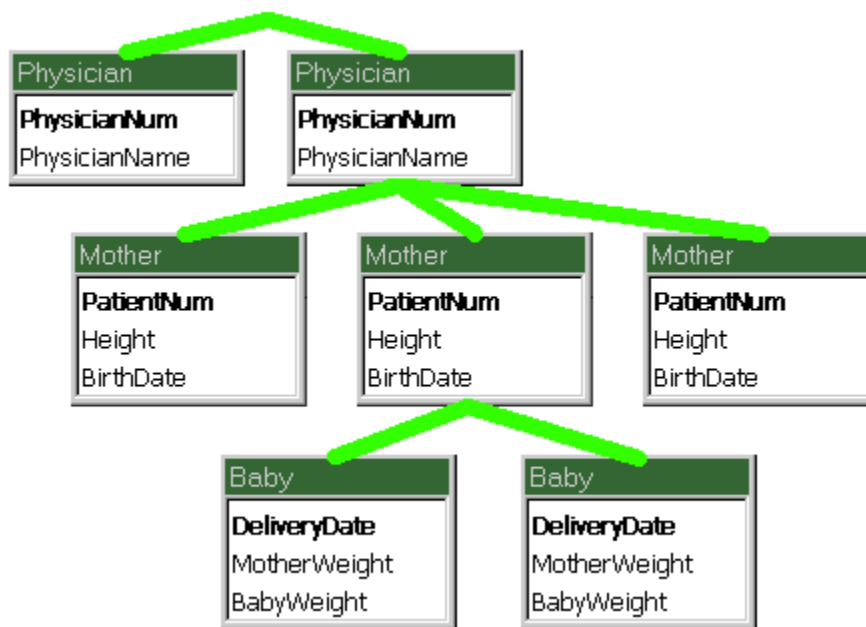 Physician
PhysicianNum
PhysicianName
Physician
PhysicianNum
PhysicianName
Mother
PatientNum
Height
BirthDate
Mother
PatientNum
Height
BirthDate
Mother
PatientNum
Height
BirthDate
Baby
DeliveryDate
MotherWeight
BabyWeight
Baby
DeliveryDate
MotherWeight
BabyWeight